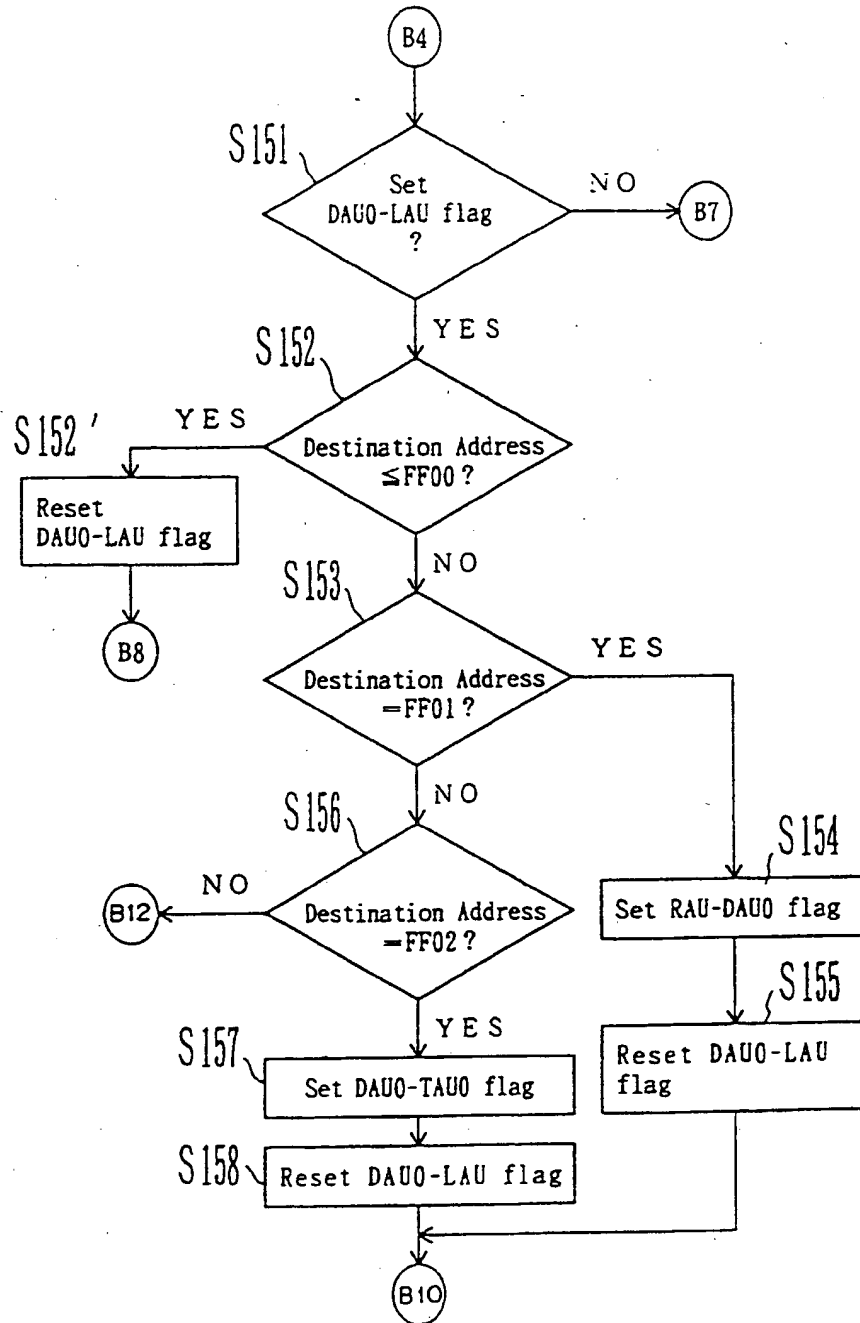 B4
S151
Set
DAU0-LAU flag
?
NO
B7
YES
S152
YES
Destination Address
≦FF00?
S152'
Reset
DAU0-LAU flag
B8
NO
S153
YES
Destination Address
=FF01?
NO
S156
NO
Destination Address
=FF02?
B12
S154
Set RAU-DAU0 flag
S155
Reset DAU0-LAU
flag
YES
S157
Set DAU0-TAU0 flag
S158
Reset DAU0-LAU flag
B10